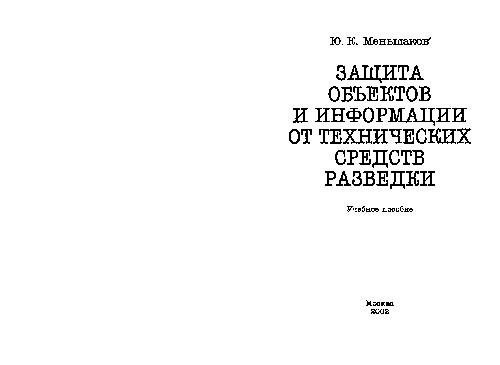 Ю. К. Меньшаков
ЗАЩИТА
ОБЪЕКТОВ
И ИНФОРМАЦИИ
ОТ ТЕХНИЧЕСКИХ
СРЕДСТВ
РАЗВЕДКИ
Учебное пособие
Москва
2002